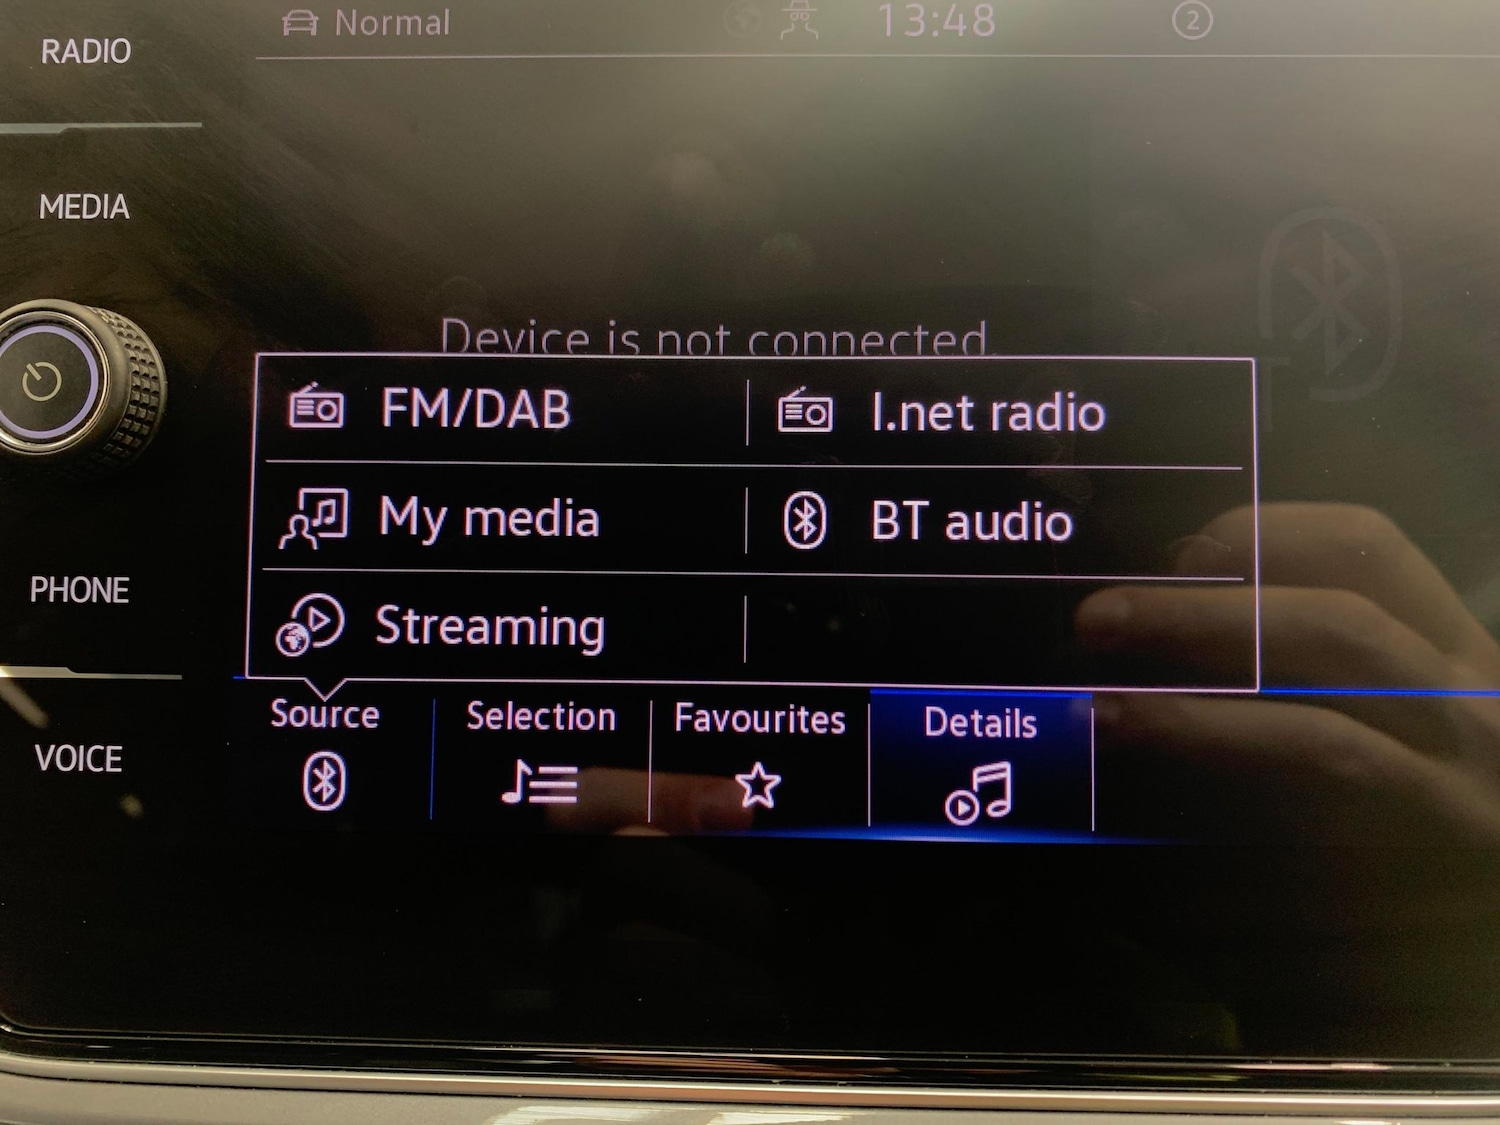 Normal
13:48
2
RADIO
MEDIA
Device is not connected.
FM/DAB
I.net radio
My media
BT audio
PHONE
Streaming
Source
Selection
Favourites
Details
VOICE